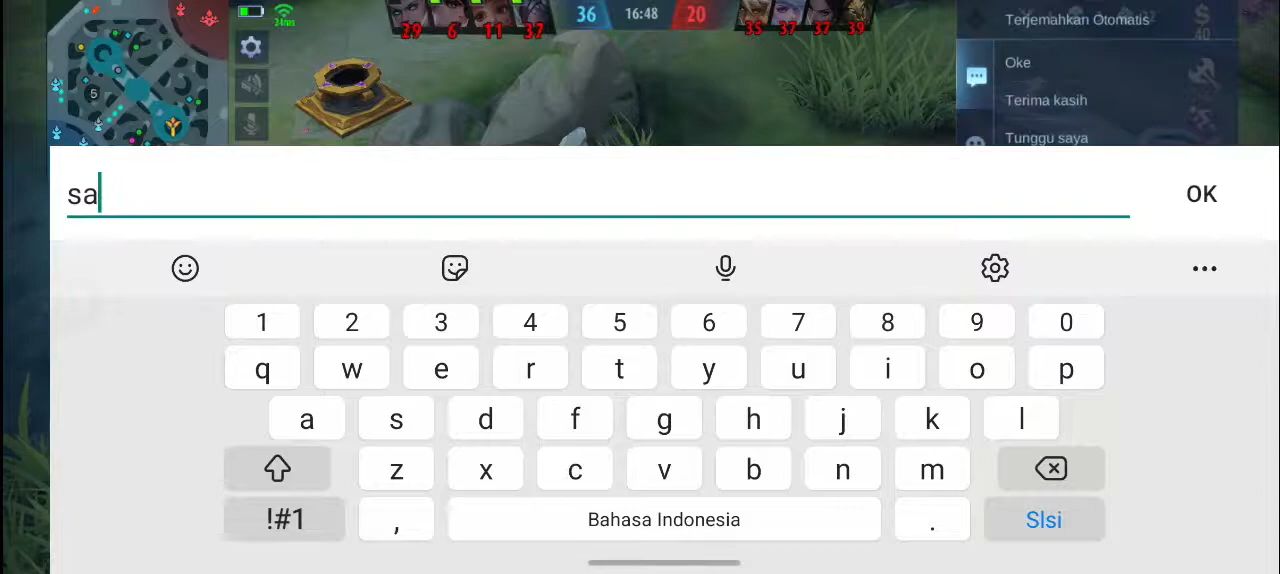 36 16:48 20
29 6 11 37
35 37 37 39
5
Terjemahkan Otomatis
40
Oke
Terima kasih
Tunggu saya
sa
OK
1 2 3 4 5 6 7 8 9 0
q w e r t y u i o p
a s d f g h j k l
z x c v b n m
!#1 , Bahasa Indonesia . Slsi